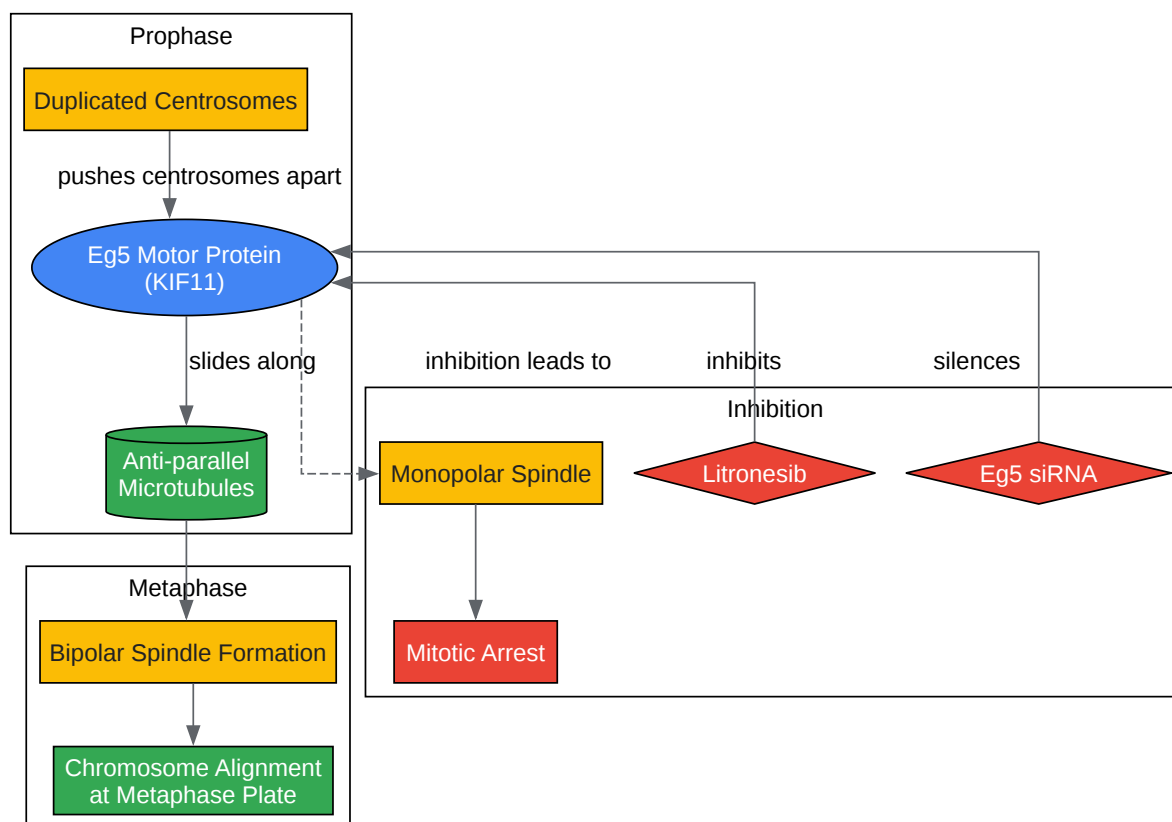 Prophase
Duplicated Centrosomes
pushes centrosomes apart
Eg5 Motor Protein
(KIF11)
slides along
inhibition leads to
inhibits
silences
Inhibition
Anti-parallel
Microtubules
Monopolar Spindle
Litronesib
Eg5 siRNA
Metaphase
Bipolar Spindle Formation
Mitotic Arrest
Chromosome Alignment
at Metaphase Plate